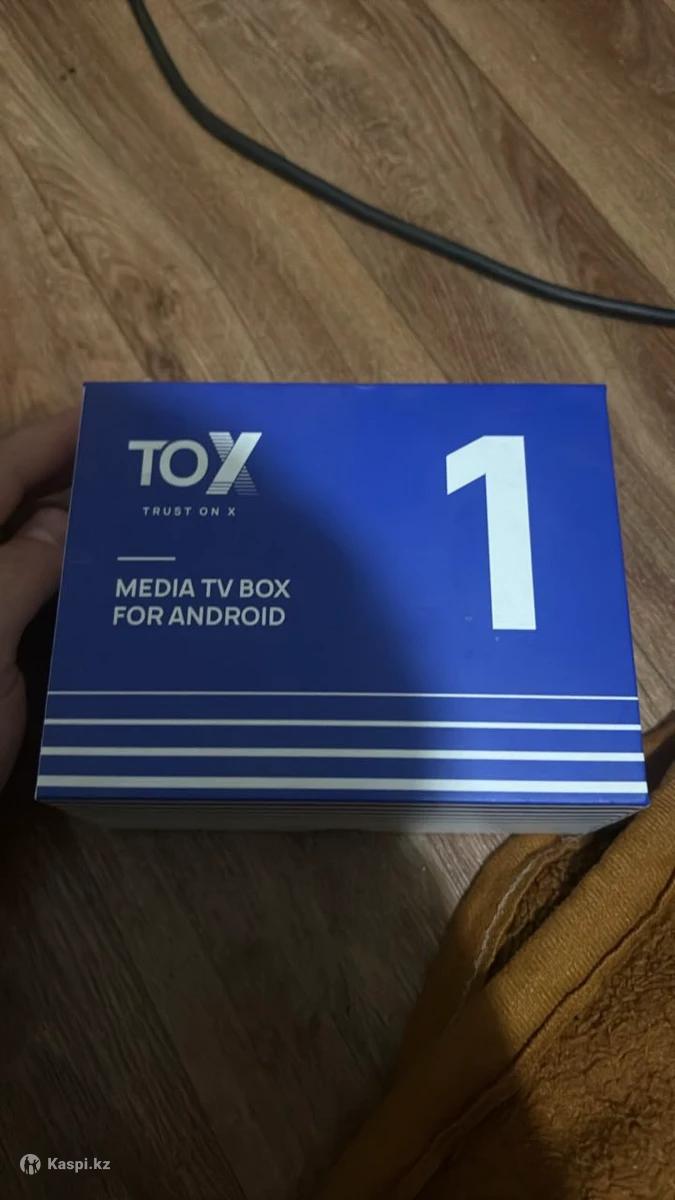 TOX
TRUST ON X
MEDIA TV BOX
FOR ANDROID
1
Kaspi.kz